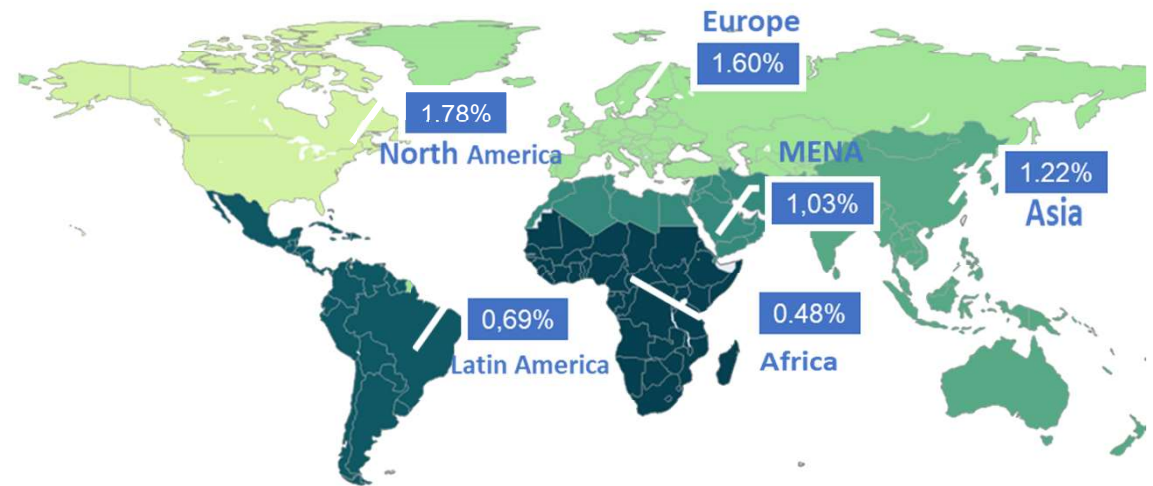 Europe
1.60%
1.78%
North America
MENA
1,03%
1.22%
Asia
0,69%
Latin America
0.48%
Africa